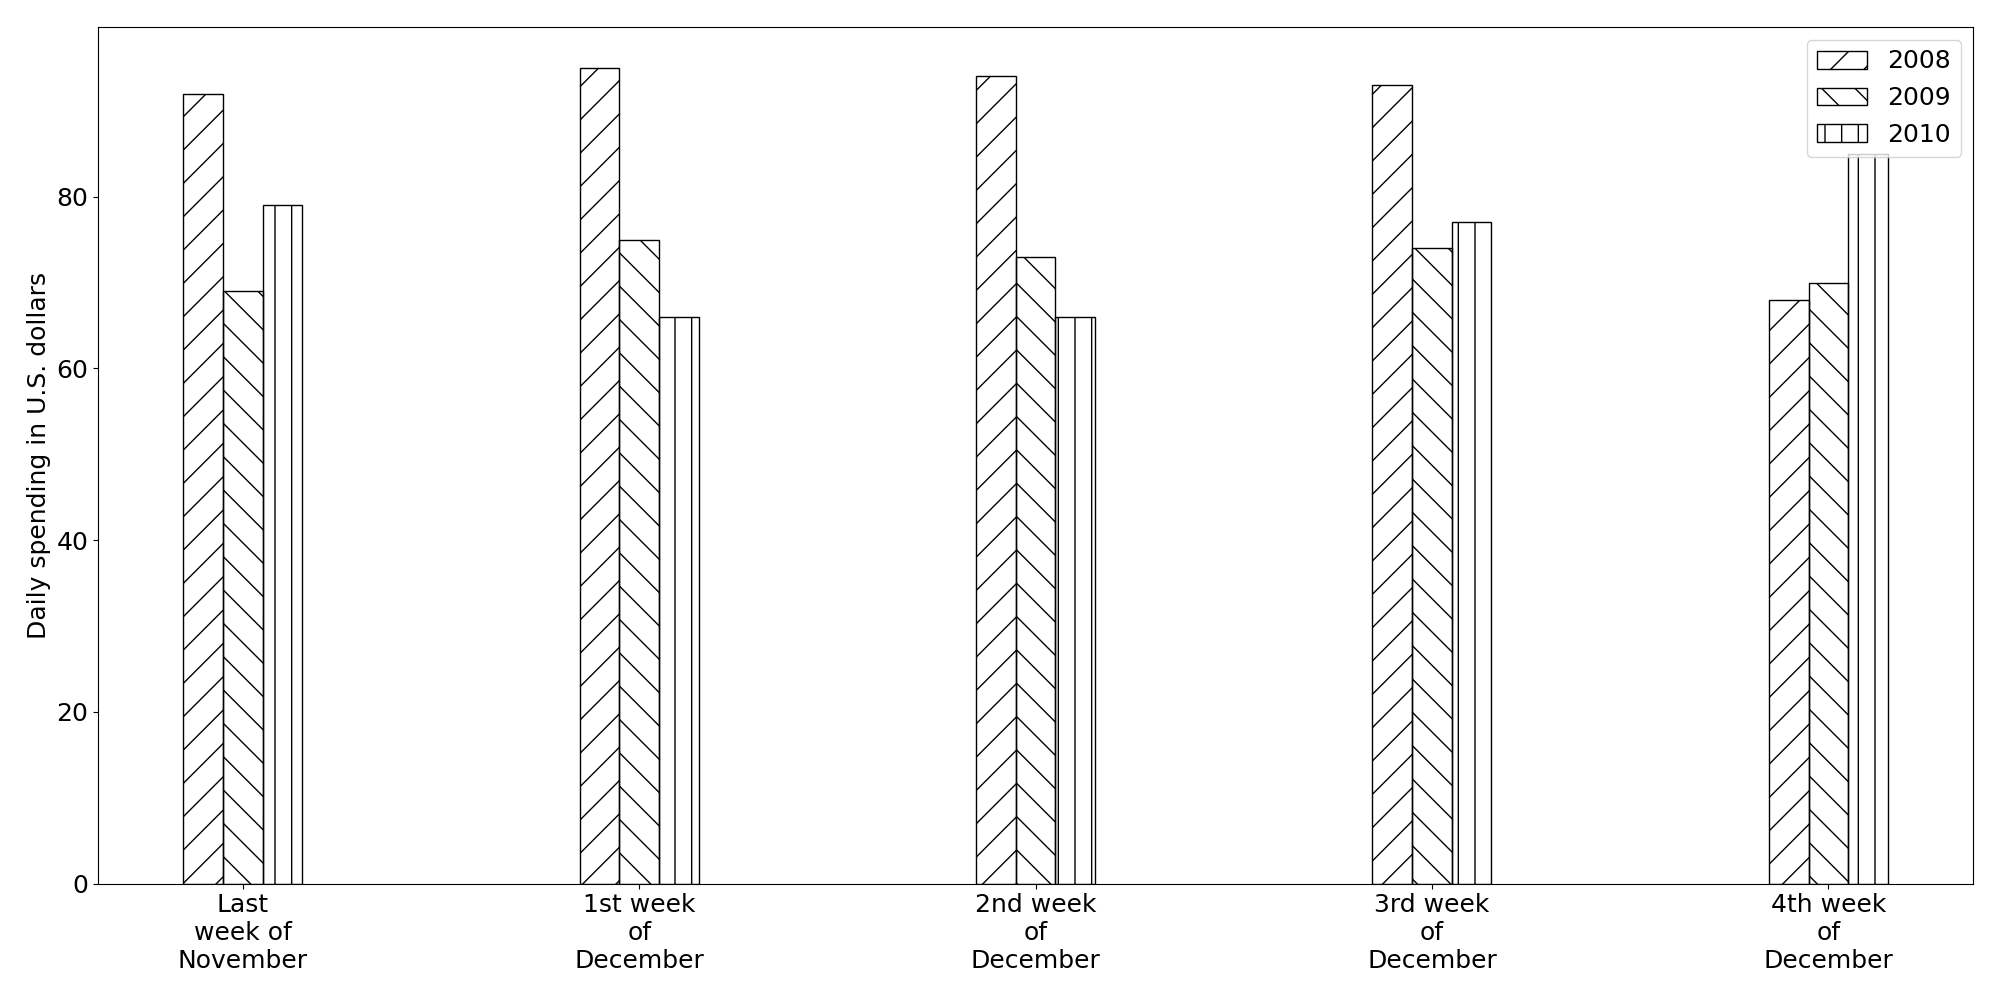 2008
2009
2010
Daily spending in U.S. dollars
80
60
40
20
0
Last
week of
November
1st week
of
December
2nd week
of
December
3rd week
of
December
4th week
of
December